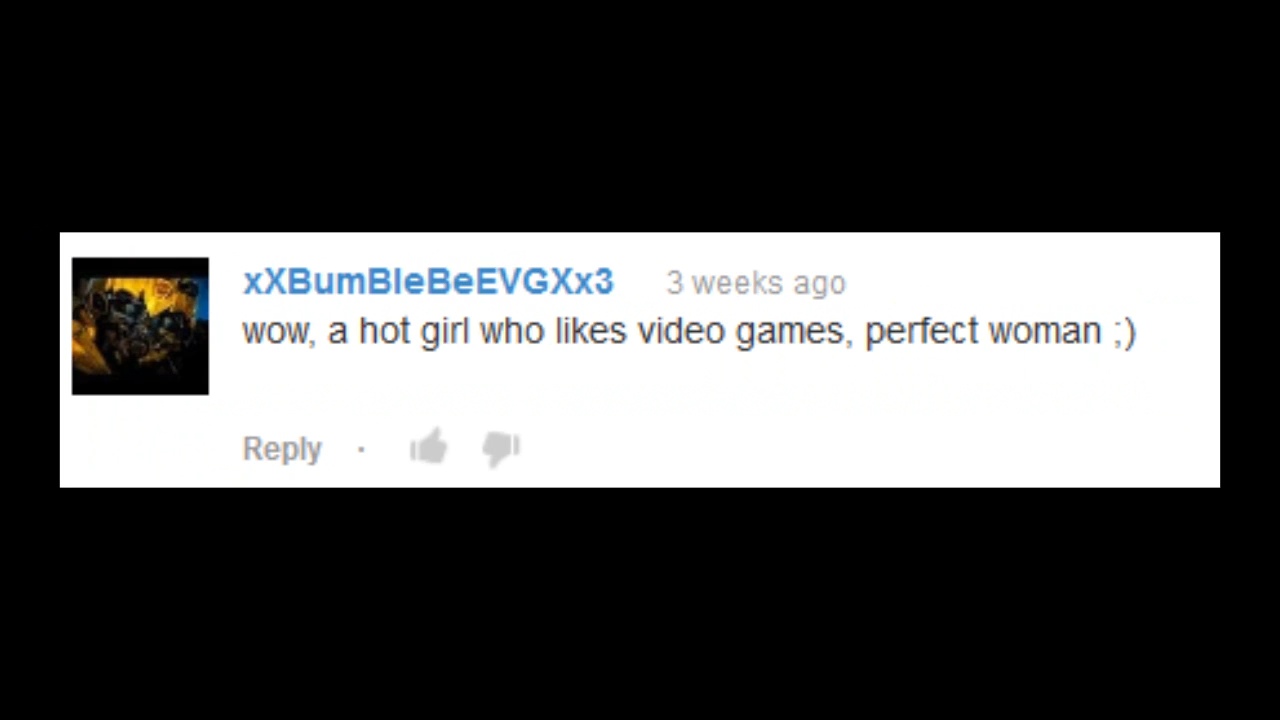 xXBumBleBeEVGXx3 3 weeks ago
wow, a hot girl who likes video games, perfect woman ;)
Reply ·